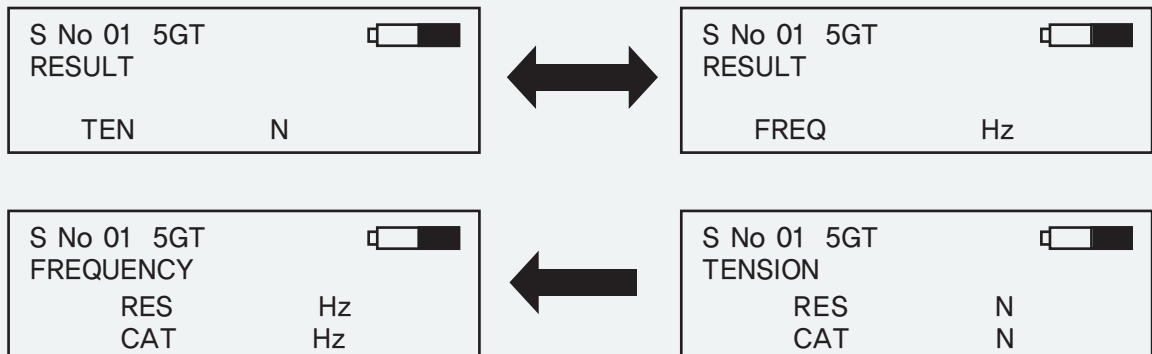 S No 01 5GT
RESULT
TEN N
S No 01 5GT
RESULT
FREQ Hz
S No 01 5GT
FREQUENCY
RES Hz
CAT Hz
S No 01 5GT
TENSION
RES N
CAT N